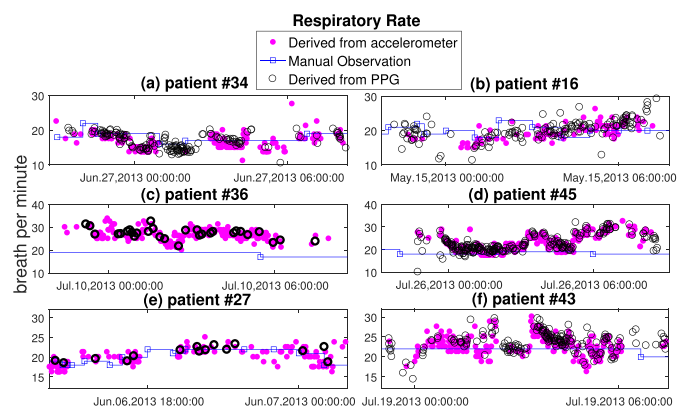 Respiratory Rate
Derived from accelerometer
Manual Observation
Derived from PPG
breath per minute
(a) patient #34
30
20
10
Jun.27,2013 00:00:00
Jun.27,2013 06:00:00
(b) patient #16
30
20
10
May.15,2013 00:00:00
May.15,2013 06:00:00
(c) patient #36
40
30
20
10
Jul.10,2013 00:00:00
Jul.10,2013 06:00:00
(d) patient #45
40
30
20
10
Jul.26,2013 00:00:00
Jul.26,2013 06:00:00
(e) patient #27
30
25
20
15
Jun.06,2013 18:00:00
Jun.07,2013 00:00:00
(f) patient #43
30
25
20
15
Jul.19,2013 00:00:00
Jul.19,2013 06:00:00